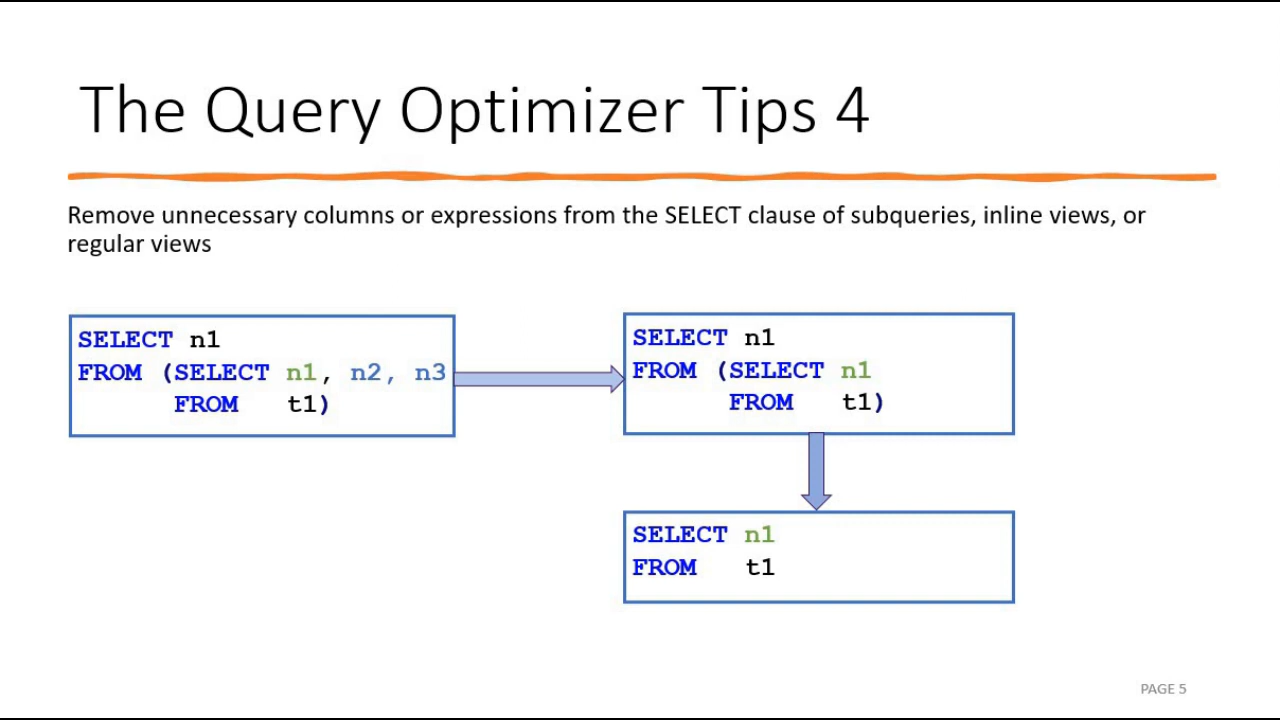 The Query Optimizer Tips 4
Remove unnecessary columns or expressions from the SELECT clause of subqueries, inline views, or
regular views
SELECT n1
FROM (SELECT n1, n2, n3
FROM t1)
SELECT n1
FROM (SELECT n1
FROM t1)
SELECT n1
FROM t1
PAGE 5